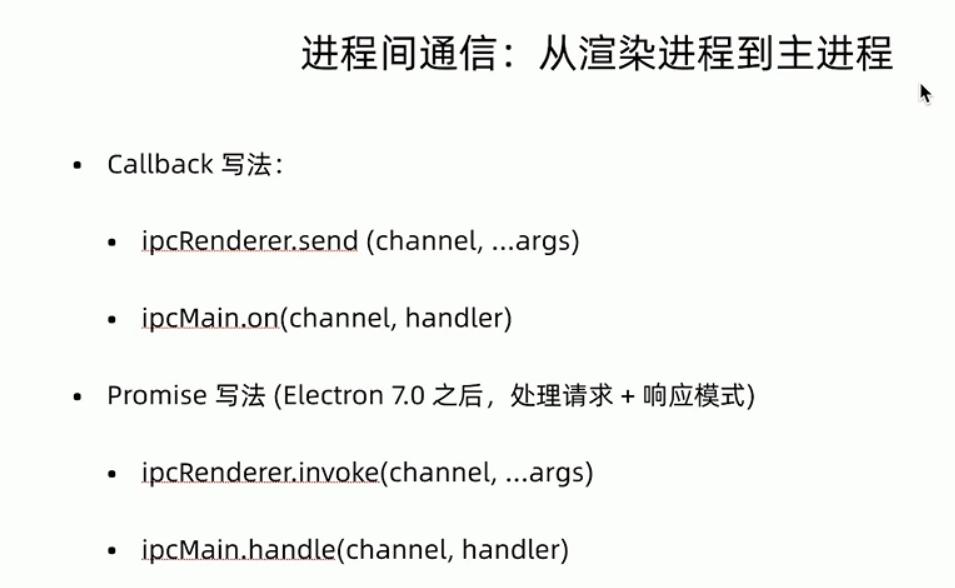 进程间通信：从渲染进程到主进程
• Callback 写法：
• ipcRenderer.send (channel, ...args)
• ipcMain.on(channel, handler)
• Promise 写法 (Electron 7.0 之后，处理请求 + 响应模式)
• ipcRenderer.invoke(channel, ...args)
• ipcMain.handle(channel, handler)